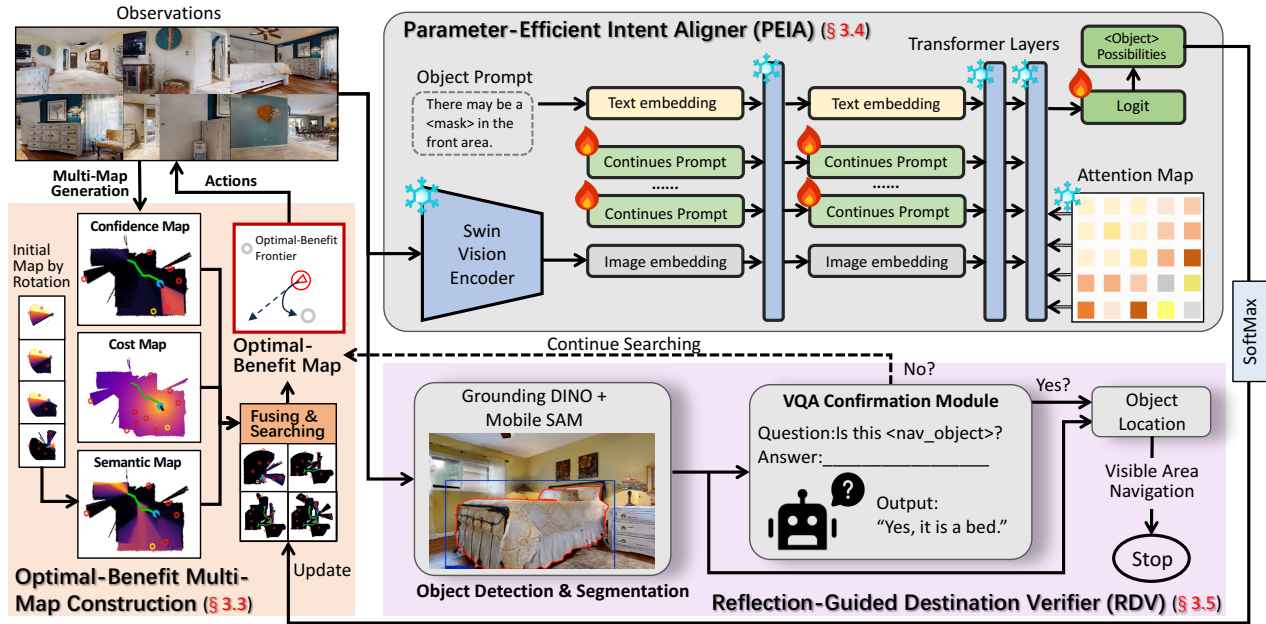 Observations
Multi-Map
Generation
Actions
Confidence Map
Initial
Map by
Rotation
Cost Map
Semantic Map
Optimal-Benefit
Frontier
Optimal-
Benefit Map
Fusing &
Searching
Update
Optimal-Benefit Multi-
Map Construction (§ 3.3)
Parameter-Efficient Intent Aligner (PEIA) (§ 3.4)
Object Prompt
There may be a
<mask> in the
front area.
Text embedding
Continues Prompt
......
Continues Prompt
Image embedding
Swin
Vision
Encoder
Text embedding
Continues Prompt
......
Continues Prompt
Image embedding
Transformer Layers
<Object>
Possibilities
Logit
Attention Map
SoftMax
Continue Searching
No?
Yes?
Grounding DINO +
Mobile SAM
Object Detection & Segmentation
VQA Confirmation Module
Question:Is this <nav_object>?
Answer:__________________
?
Output:
“Yes, it is a bed.”
Object
Location
Visible Area
Navigation
Stop
Reflection-Guided Destination Verifier (RDV) (§ 3.5)